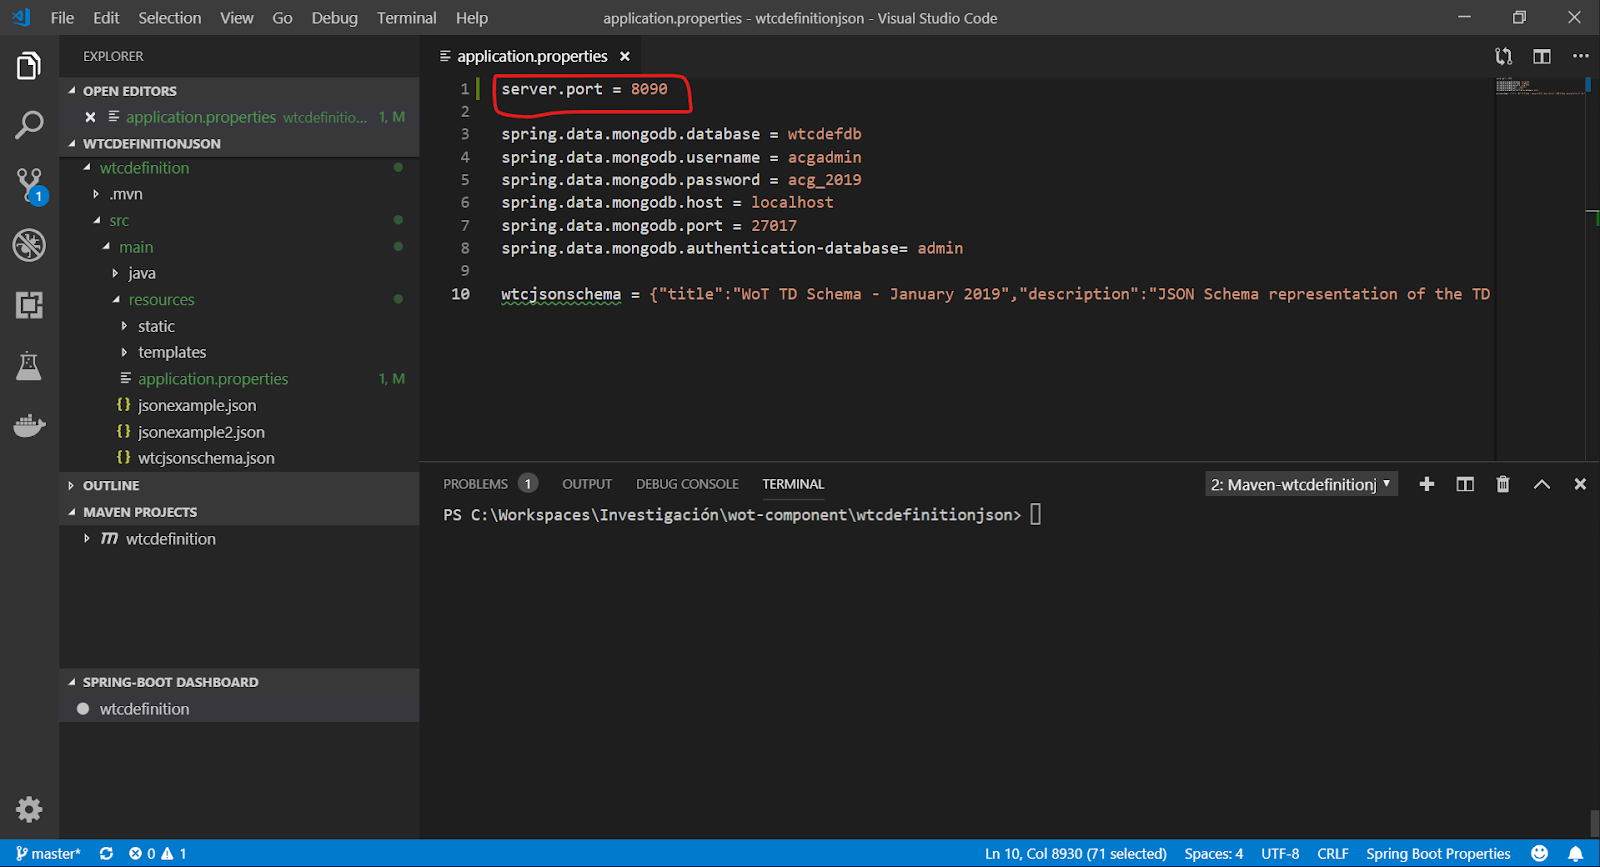 File Edit Selection View Go Debug Terminal Help
application.properties - wtcdefinitionjson - Visual Studio Code
EXPLORER
OPEN EDITORS
application.properties wtcdefinitio... 1, M
WTCDEFINITIONJSON
wtcdefinition
.mvn
src
main
java
resources
static
templates
application.properties 1, M
{} jsonexample.json
{} jsonexample2.json
{} wtcjsonschema.json
OUTLINE
MAVEN PROJECTS
m wtcdefinition
SPRING-BOOT DASHBOARD
wtcdefinition
1
application.properties
1 server.port = 8090
2
3 spring.data.mongodb.database = wtcdefdb
4 spring.data.mongodb.username = acgadmin
5 spring.data.mongodb.password = acg_2019
6 spring.data.mongodb.host = localhost
7 spring.data.mongodb.port = 27017
8 spring.data.mongodb.authentication-database= admin
9
10 wtcjsonschema = {"title":"WoT TD Schema - January 2019","description":"JSON Schema representation of the TD
PROBLEMS 1 OUTPUT DEBUG CONSOLE TERMINAL
2: Maven-wtcdefinitionj
PS C:\Workspaces\Investigación\wot-component\wtcdefinitionjson>
master* 0 1
Ln 10, Col 8930 (71 selected) Spaces: 4 UTF-8 CRLF Spring Boot Properties